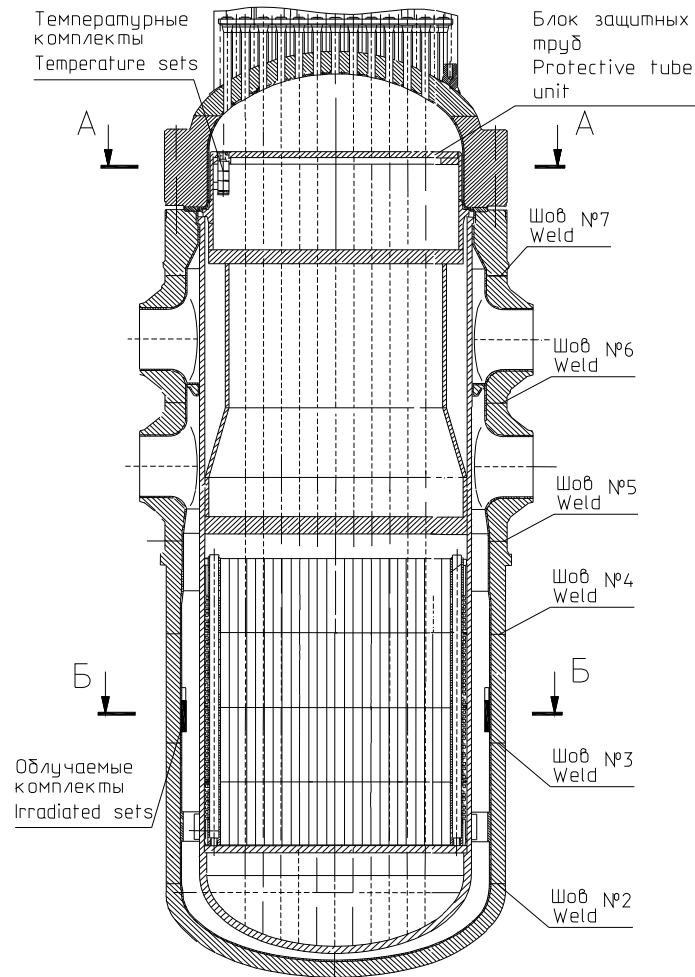 Температурные
комплекты
Temperature sets
Блок защитных
труб
Protective tube
unit
А
А
Шов №7
Weld
Шов №6
Weld
Шов №5
Weld
Шов №4
Weld
Б
Б
Облучаемые
комплекты
Irradiated sets
Шов №3
Weld
Шов №2
Weld